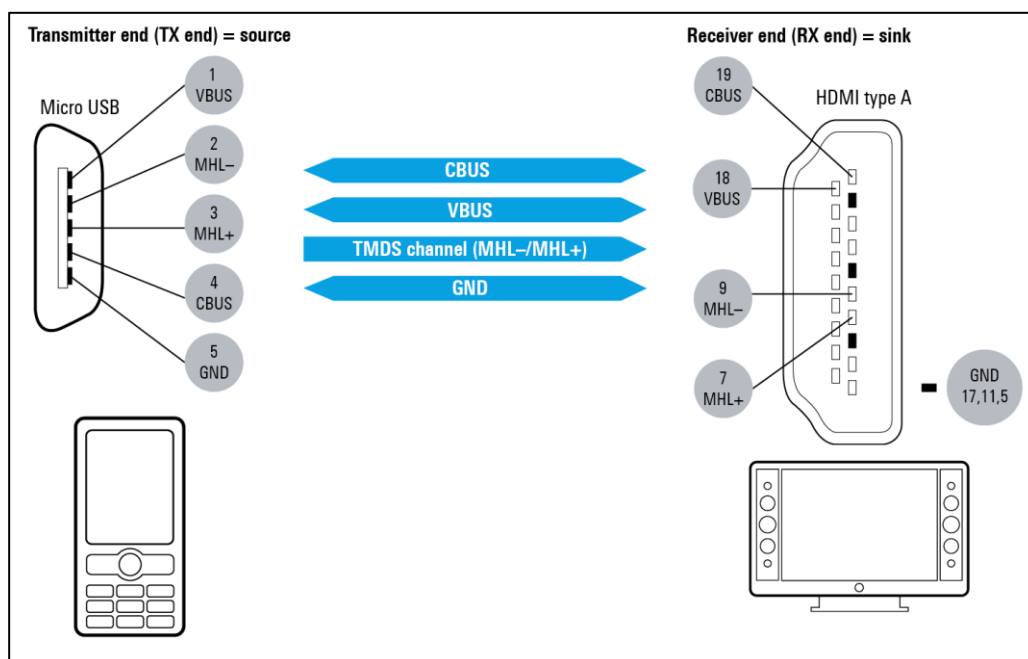 Transmitter end (TX end) = source
Receiver end (RX end) = sink
Micro USB
1
VBUS
2
MHL–
3
MHL+
4
CBUS
5
GND
CBUS
VBUS
TMDS channel (MHL–/MHL+)
GND
HDMI type A
19
CBUS
18
VBUS
9
MHL–
7
MHL+
GND
17,11,5